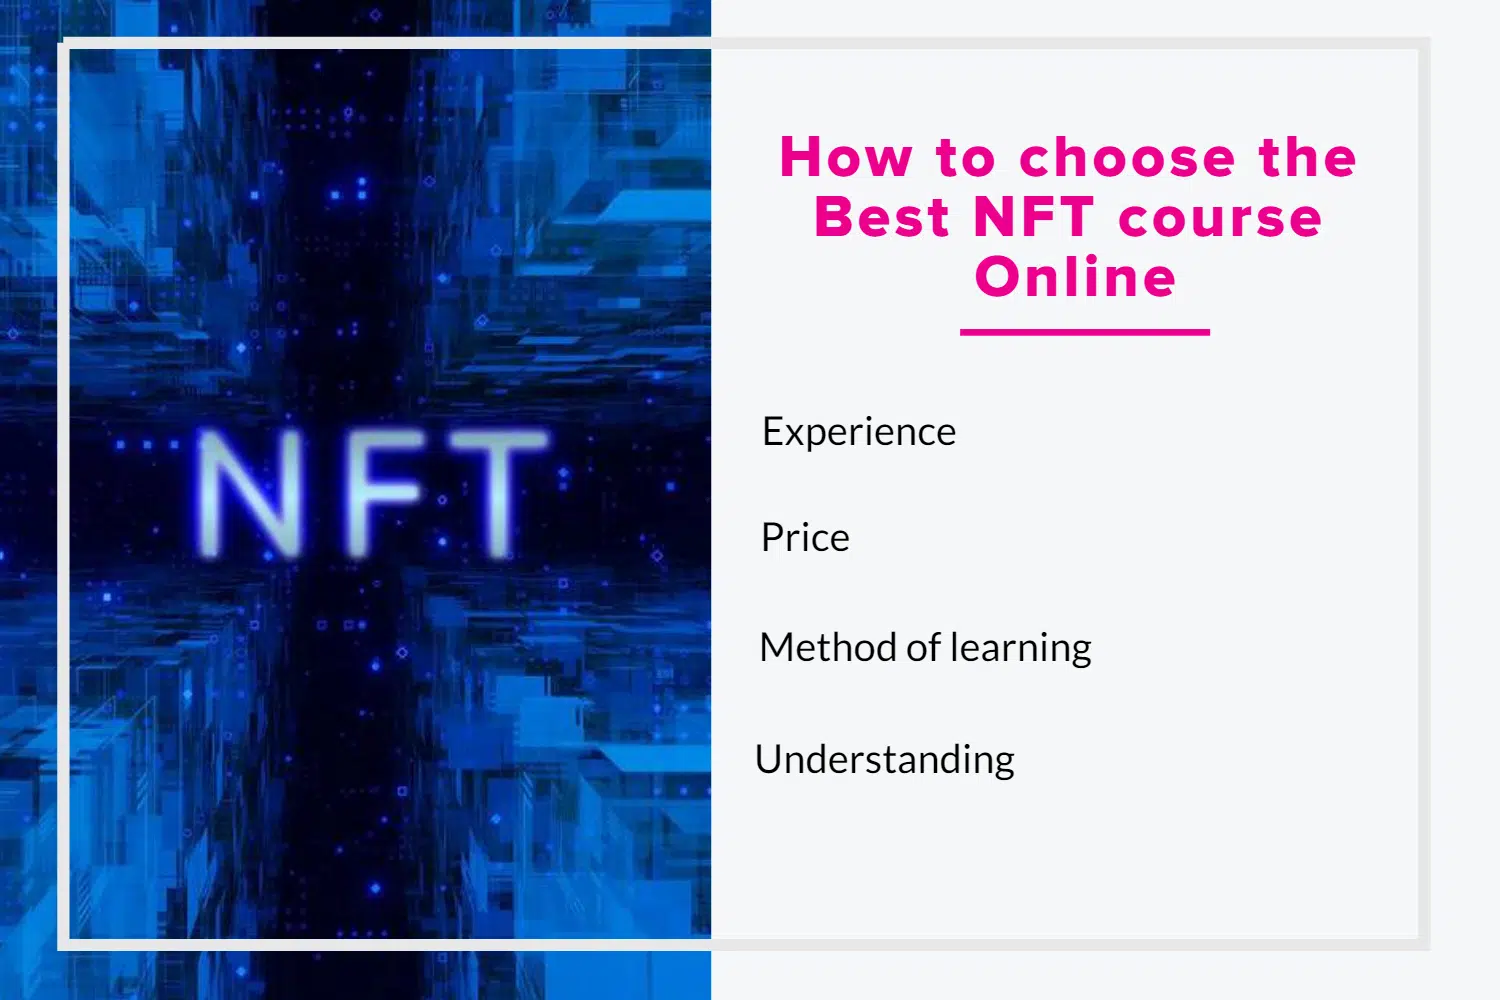 How to choose the
Best NFT course
Online
NFT
Experience
Price
Method of learning
Understanding